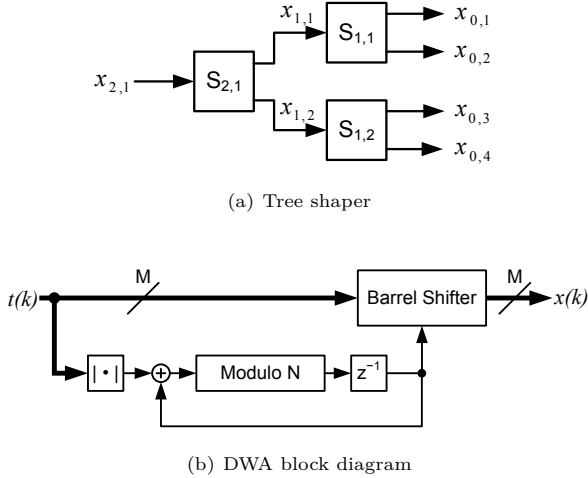 x1,1
S1,1
x0,1
x0,2
x2,1
S2,1
x1,2
S1,2
x0,3
x0,4
(a) Tree shaper
M
M
t(k)
Barrel Shifter
x(k)
| • |
+
Modulo N
z⁻¹
(b) DWA block diagram